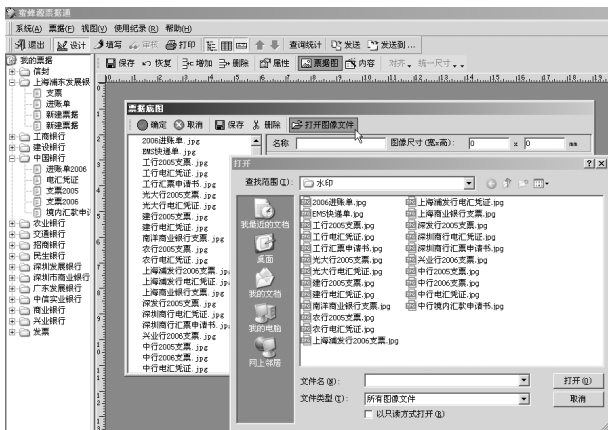 蜜蜂源票据通
系统(A) 票据(F) 视图(V) 使用纪录(R) 帮助(H)
退出 设计 填写 审核 打印 查询统计 发送 发送到...
我的票据
保存 恢复 增加 删除 属性 票据图 内容 对齐 统一尺寸
信封
上海浦东发展银
支票
进账单
新建票据
新建票据
工商银行
建设银行
中国银行
进账单2006
电汇凭证
支票2005
支票2006
境内汇款申请
农业银行
交通银行
招商银行
民生银行
深圳发展银行
深圳市商业银行
广东发展银行
中信实业银行
商业银行
兴业银行
发票
票据底图
确定 取消 保存 删除 打开图像文件
名称 图像尺寸(宽x高): 0 x 0 mm
2006进账单.jpg
EMS快递单.jpg
工行2005支票.jpg
工行电汇凭证.jpg
工行汇票申请书.jpg
光大行2005支票.jpg
光大行电汇凭证.jpg
建行2005支票.jpg
建行电汇凭证.jpg
南洋商业银行支票.jpg
农行2005支票.jpg
农行电汇凭证.jpg
上海浦发行2006支票.jp
上海浦发行电汇凭证.jp
上海商业银行支票.jpg
深发行2005支票.jpg
深圳商行电汇凭证.jpg
深圳商行汇票申请书.jp
兴业行2006支票.jpg
中行2005支票.jpg
中行2006支票.jpg
中行电汇凭证.jpg
打开
查找范围(I): 水印
我最近的文档
桌面
我的文档
我的电脑
网上邻居
2006进账单.jpg
EMS快递单.jpg
工行2005支票.jpg
工行电汇凭证.jpg
工行汇票申请书.jpg
光大行2005支票.jpg
光大行电汇凭证.jpg
建行2005支票.jpg
建行电汇凭证.jpg
南洋商业银行支票.jpg
农行2005支票.jpg
农行电汇凭证.jpg
上海浦发行2006支票.jpg
上海浦发行电汇凭证.jpg
上海商业银行支票.jpg
深发行2005支票.jpg
深圳商行电汇凭证.jpg
深圳商行汇票申请书.jpg
兴业行2006支票.jpg
中行2005支票.jpg
中行2006支票.jpg
中行电汇凭证.jpg
中行境内汇款申请书.jpg
文件名(N): 打开(O)
文件类型(T): 所有图像文件 取消
以只读方式打开(R)